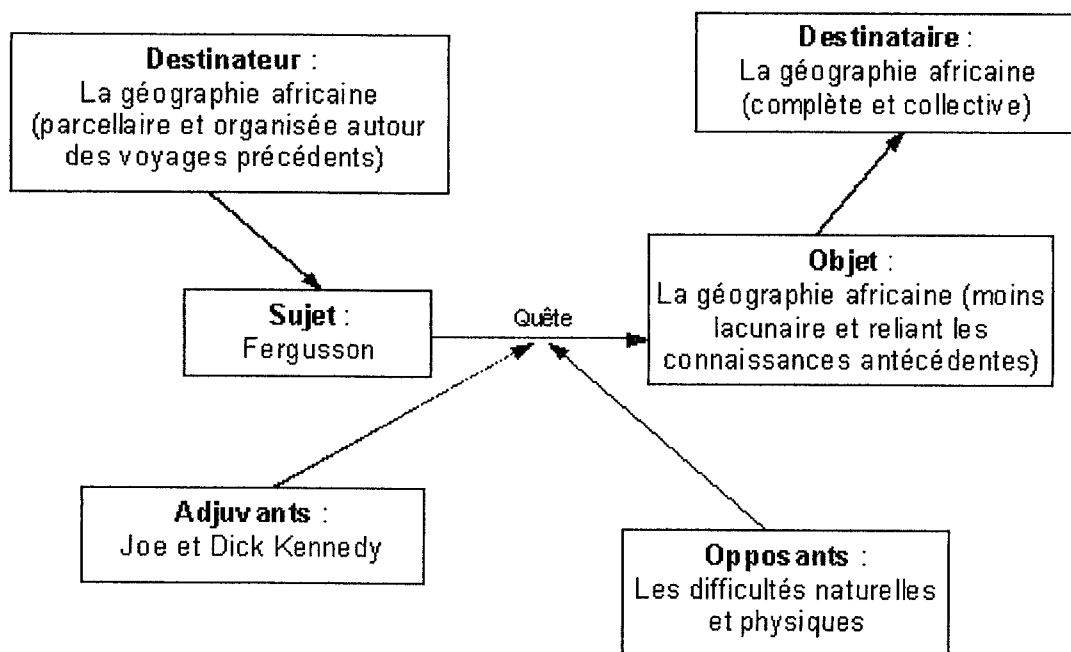 Destinateur :
La géographie africaine
(parcellaire et organisée autour
des voyages précédents)
Destinataire :
La géographie africaine
(complète et collective)
Sujet :
Fergusson
Quête
Objet :
La géographie africaine (moins
lacunaire et reliant les
connaissances antécédentes)
Adjuvants :
Joe et Dick Kennedy
Opposants :
Les difficultés naturelles
et physiques